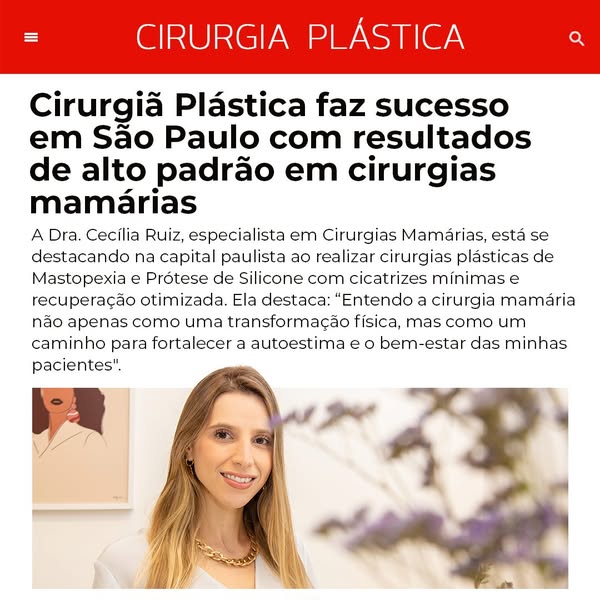 CIRURGIA PLÁSTICA
Cirurgiã Plástica faz sucesso
em São Paulo com resultados
de alto padrão em cirurgias
mamárias
A Dra. Cecília Ruiz, especialista em Cirurgias Mamárias, está se
destacando na capital paulista ao realizar cirurgias plásticas de
Mastopexia e Prótese de Silicone com cicatrizes mínimas e
recuperação otimizada. Ela destaca: “Entendo a cirurgia mamária
não apenas como uma transformação física, mas como um
caminho para fortalecer a autoestima e o bem-estar das minhas
pacientes".